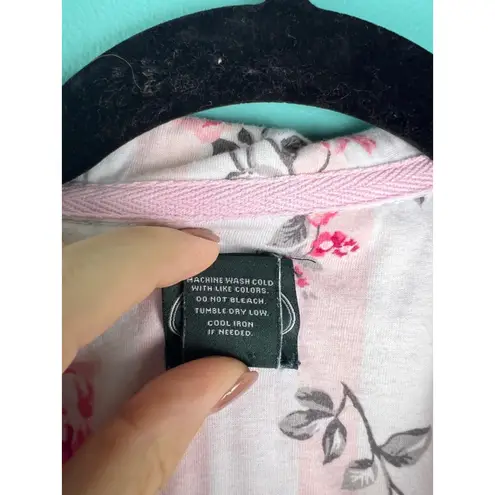 MACHINE WASH COLD
WITH LIKE COLORS.
DO NOT BLEACH.
TUMBLE DRY LOW.
COOL IRON
IF NEEDED.